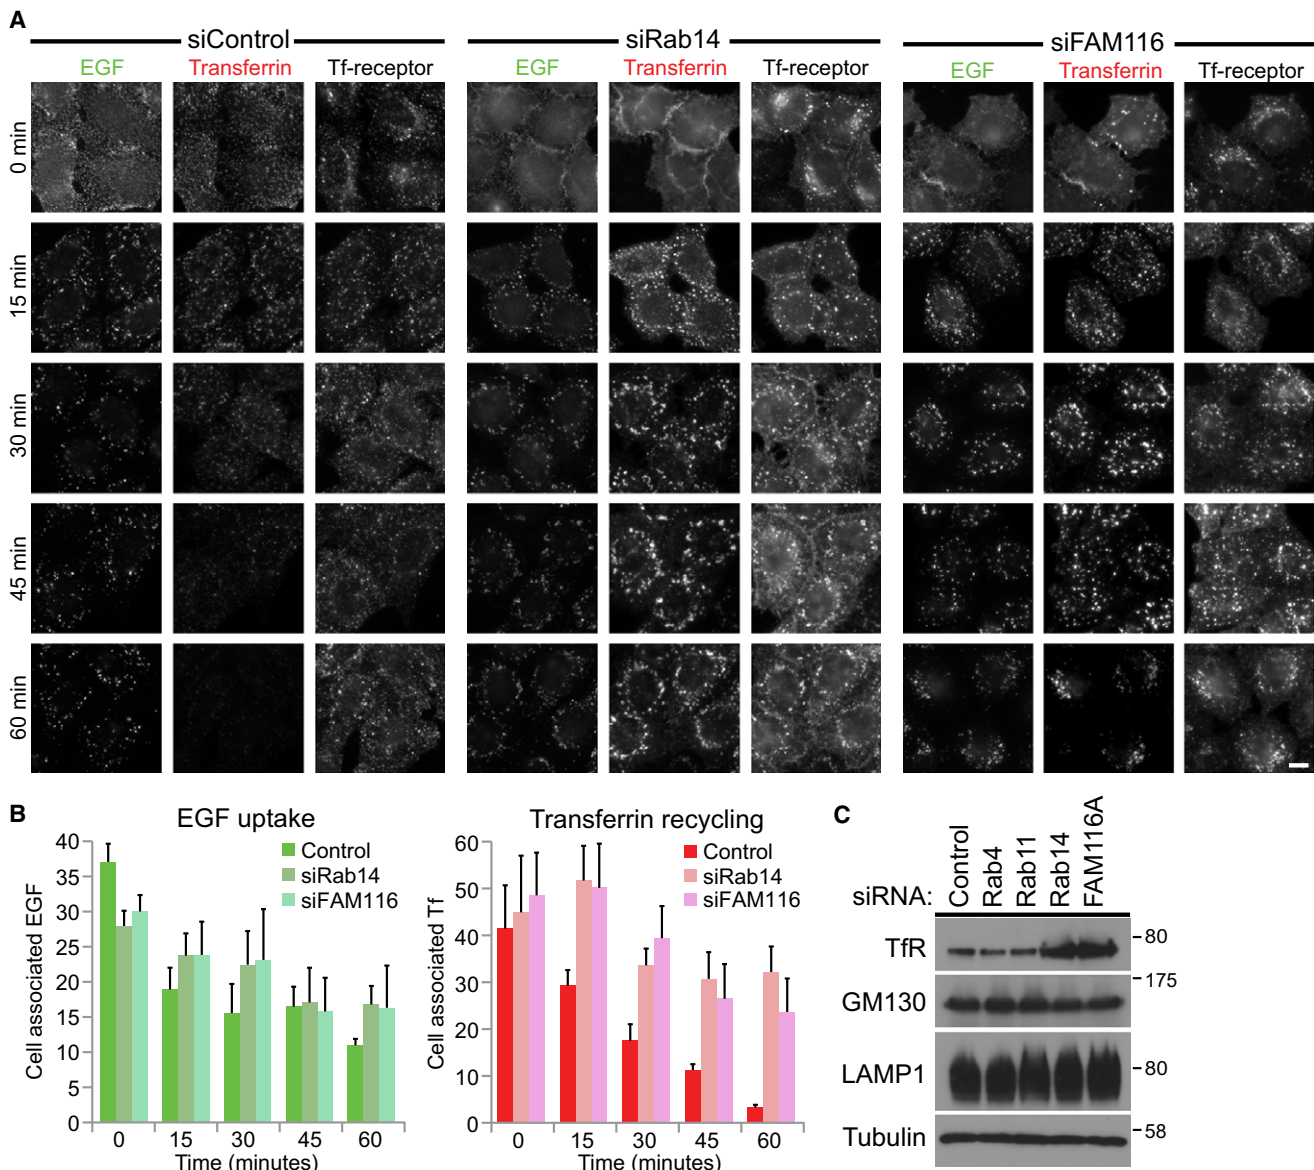 A
siControl
siRab14
siFAM116
EGF Transferrin Tf-receptor
EGF Transferrin Tf-receptor
EGF Transferrin Tf-receptor
0 min
15 min
30 min
45 min
60 min
B
EGF uptake
Cell associated EGF
40
35
30
25
20
15
10
5
0
Control
siRab14
siFAM116
0 15 30 45 60
Time (minutes)
Transferrin recycling
Cell associated Tf
60
50
40
30
20
10
0
Control
siRab14
siFAM116
0 15 30 45 60
Time (minutes)
C
siRNA:
Control
Rab4
Rab11
Rab14
FAM116A
TfR
80
175
GM130
LAMP1
80
Tubulin
58